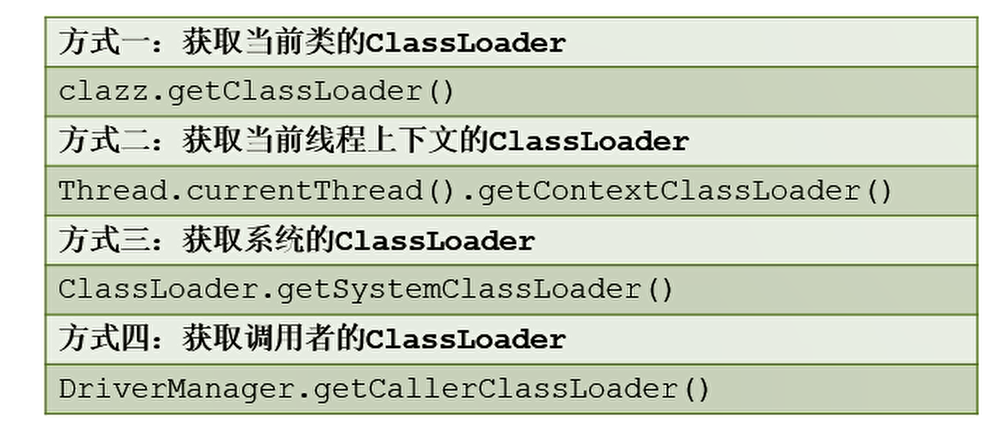 方式一：获取当前类的ClassLoader
clazz.getClassLoader()
方式二：获取当前线程上下文的ClassLoader
Thread.currentThread().getContextClassLoader()
方式三：获取系统的ClassLoader
ClassLoader.getSystemClassLoader()
方式四：获取调用者的ClassLoader
DriverManager.getCallerClassLoader()